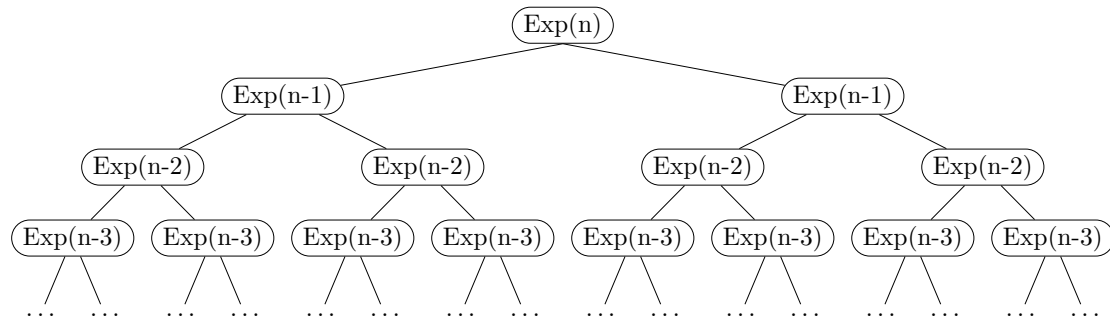 Exp(n)
Exp(n-1) Exp(n-1)
Exp(n-2) Exp(n-2) Exp(n-2) Exp(n-2)
Exp(n-3) Exp(n-3) Exp(n-3) Exp(n-3) Exp(n-3) Exp(n-3) Exp(n-3) Exp(n-3)
... ... ... ... ... ... ... ... ... ... ... ... ... ... ... ...